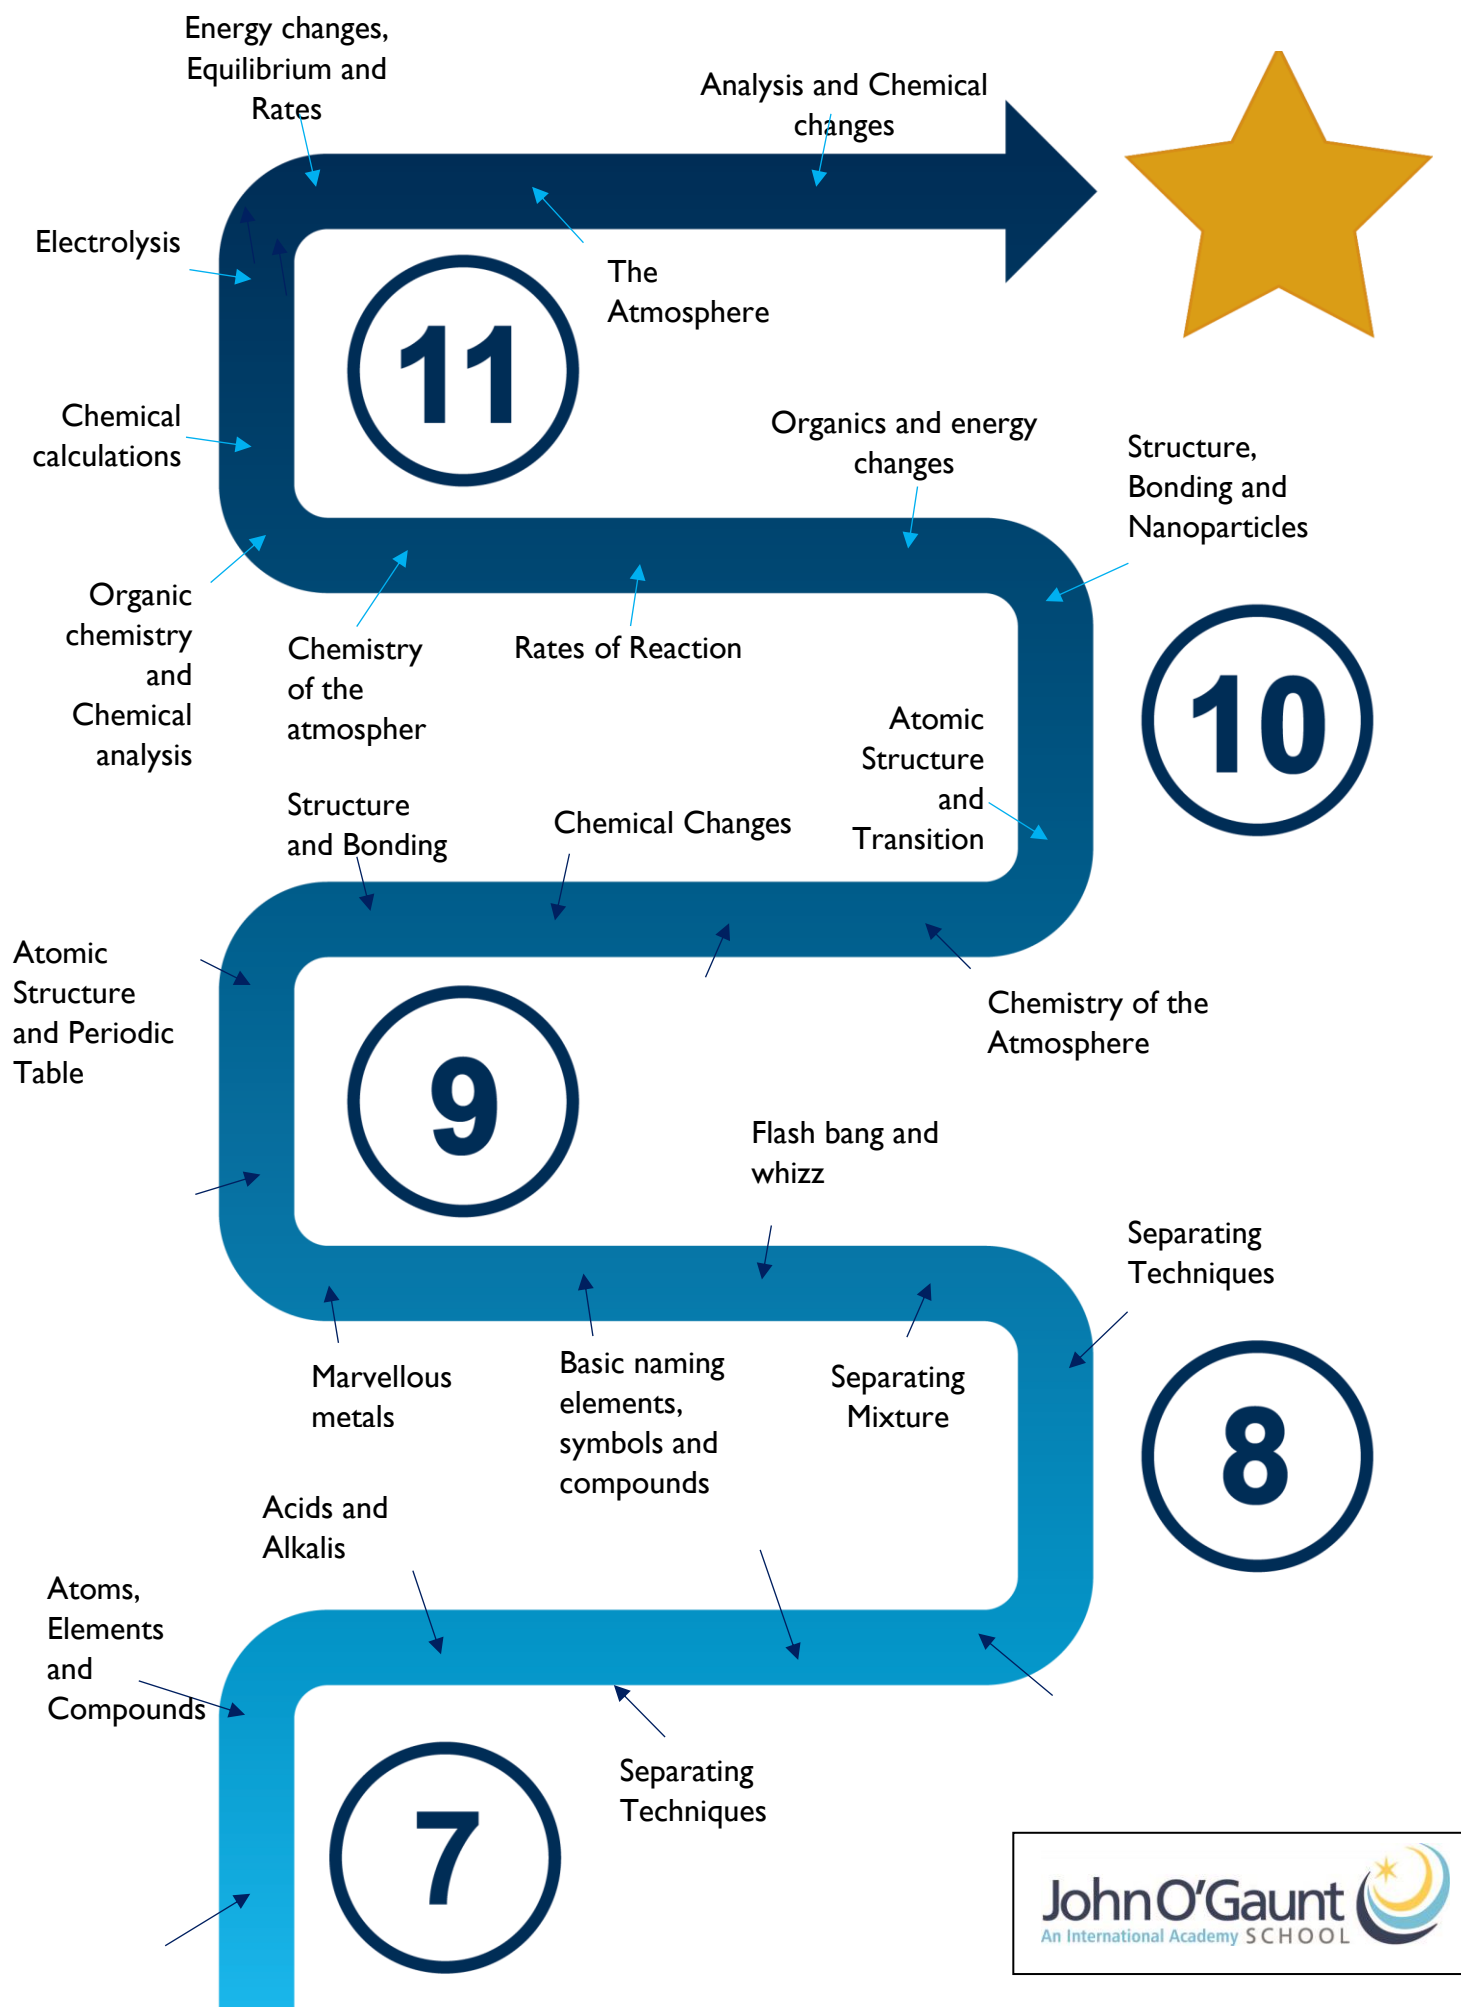 Energy changes,
Equilibrium and
Rates
Analysis and Chemical
changes
Electrolysis
The
Atmosphere
11
Chemical
calculations
Organics and energy
changes
Structure,
Bonding and
Nanoparticles
Organic
chemistry
and
Chemical
analysis
Chemistry
of the
atmospher
Rates of Reaction
10
Atomic
Structure
and
Transition
Structure
and Bonding
Chemical Changes
Atomic
Structure
and Periodic
Table
Chemistry of the
Atmosphere
9
Flash bang and
whizz
Separating
Techniques
Marvellous
metals
Basic naming
elements,
symbols and
compounds
Separating
Mixture
8
Acids and
Alkalis
Atoms,
Elements
and
Compounds
Separating
Techniques
7
John O'Gaunt
An International Academy SCHOOL